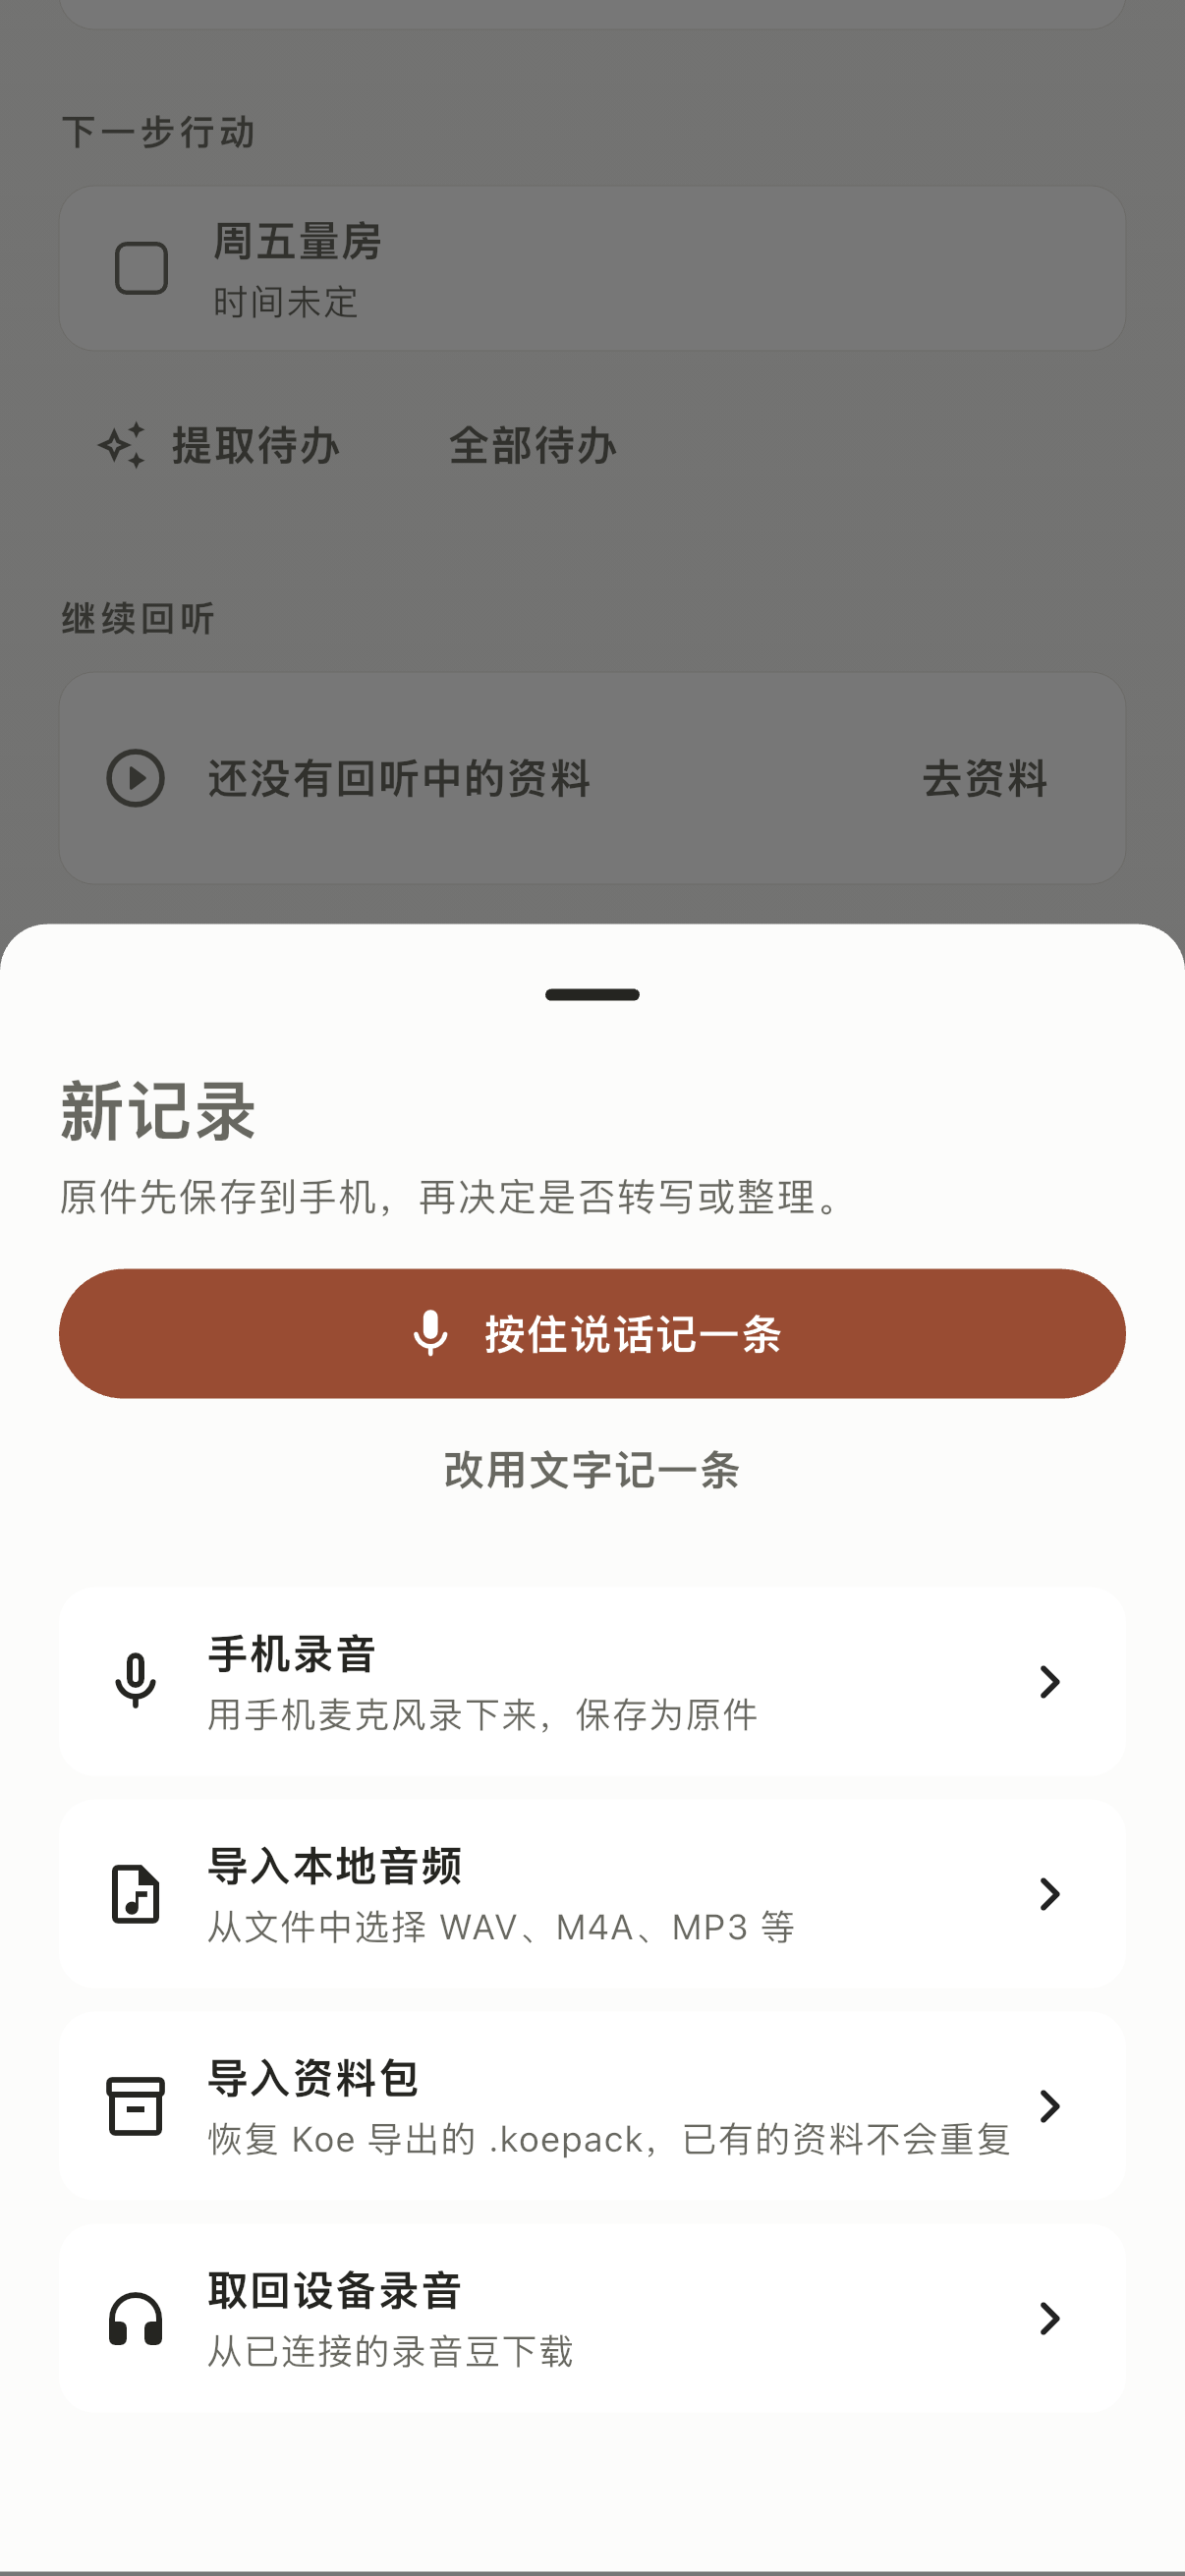 下一步行动
周五量房
时间未定
提取待办 全部待办
继续回听
还没有回听中的资料 去资料
新记录
原件先保存到手机，再决定是否转写或整理。
按住说话记一条
改用文字记一条
手机录音
用手机麦克风录下来，保存为原件
导入本地音频
从文件中选择 WAV、M4A、MP3 等
导入资料包
恢复 Koe 导出的 .koepack，已有的资料不会重复
取回设备录音
从已连接的录音豆下载